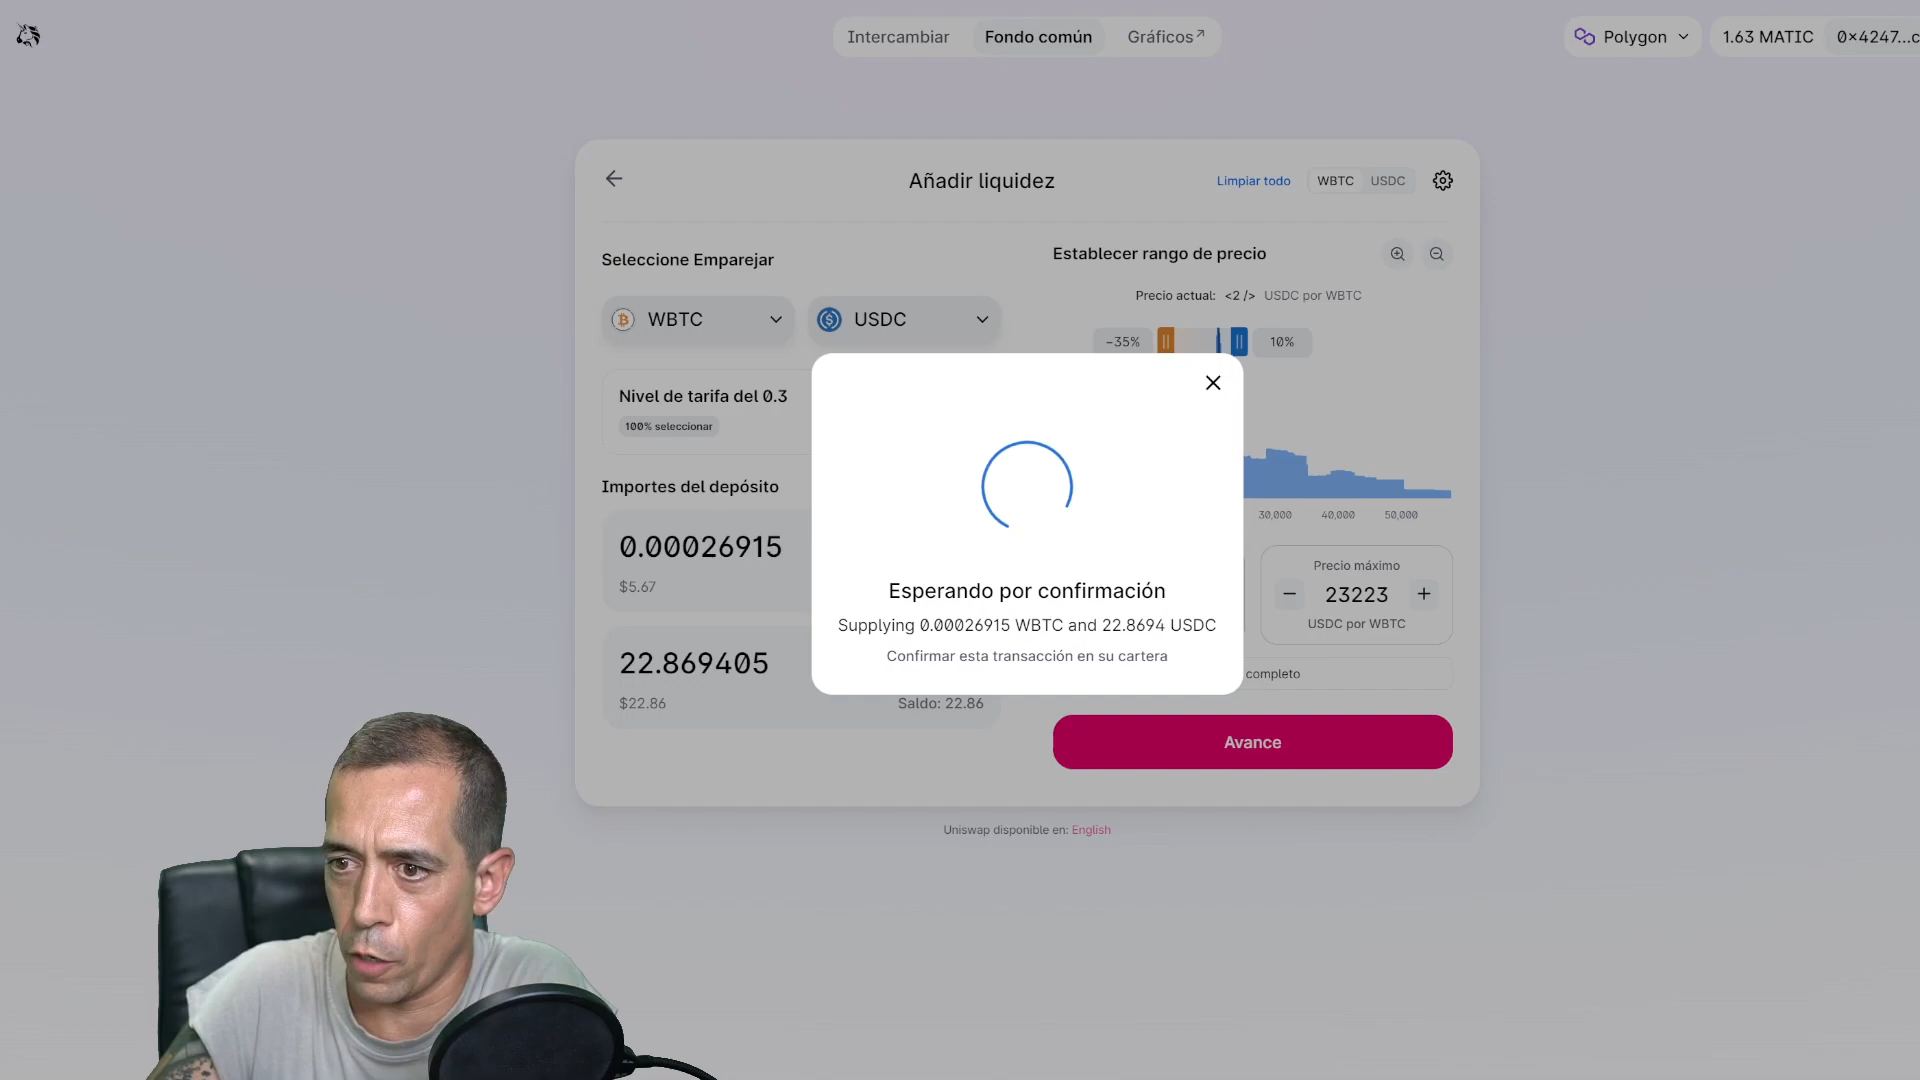 Intercambiar
Fondo común
Gráficos↗
Polygon
1.63 MATIC
0×4247...c
Añadir liquidez
Limpiar todo
WBTC
USDC
Seleccione Emparejar
WBTC
USDC
Nivel de tarifa del 0.3
100% seleccionar
Importes del depósito
0.00026915
$5.67
22.869405
$22.86
Saldo: 22.86
Establecer rango de precio
Precio actual: <2 /> USDC por WBTC
-35%
10%
30,000
40,000
50,000
Precio máximo
23223
USDC por WBTC
completo
Avance
Esperando por confirmación
Supplying 0.00026915 WBTC and 22.8694 USDC
Confirmar esta transacción en su cartera
Uniswap disponible en: English